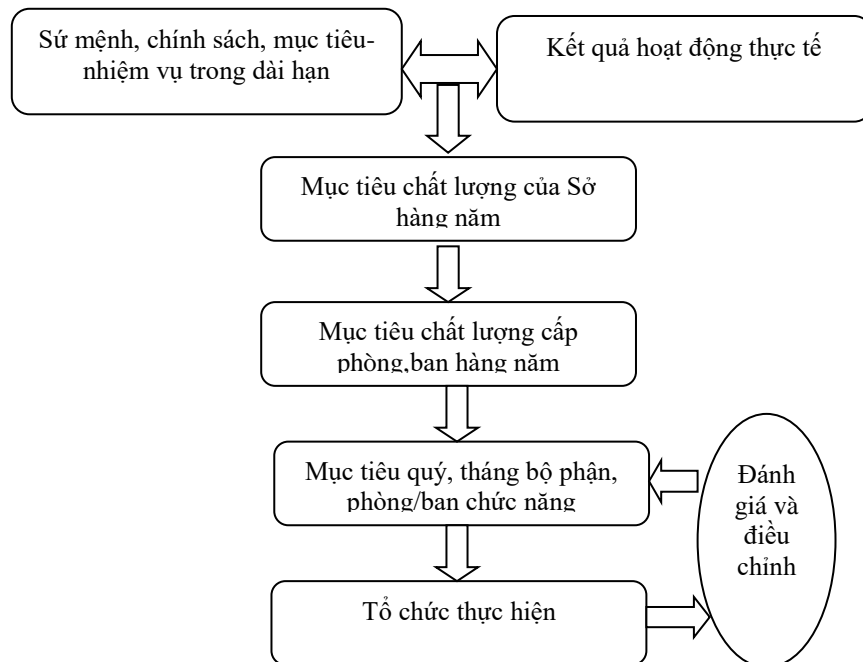 Sứ mệnh, chính sách, mục tiêu-
nhiệm vụ trong dài hạn
Kết quả hoạt động thực tế
Mục tiêu chất lượng của Sở
hàng năm
Mục tiêu chất lượng cấp
phòng,ban hàng năm
Mục tiêu quý, tháng bộ phận,
phòng/ban chức năng
Đánh
giá và
điều
chỉnh
Tổ chức thực hiện